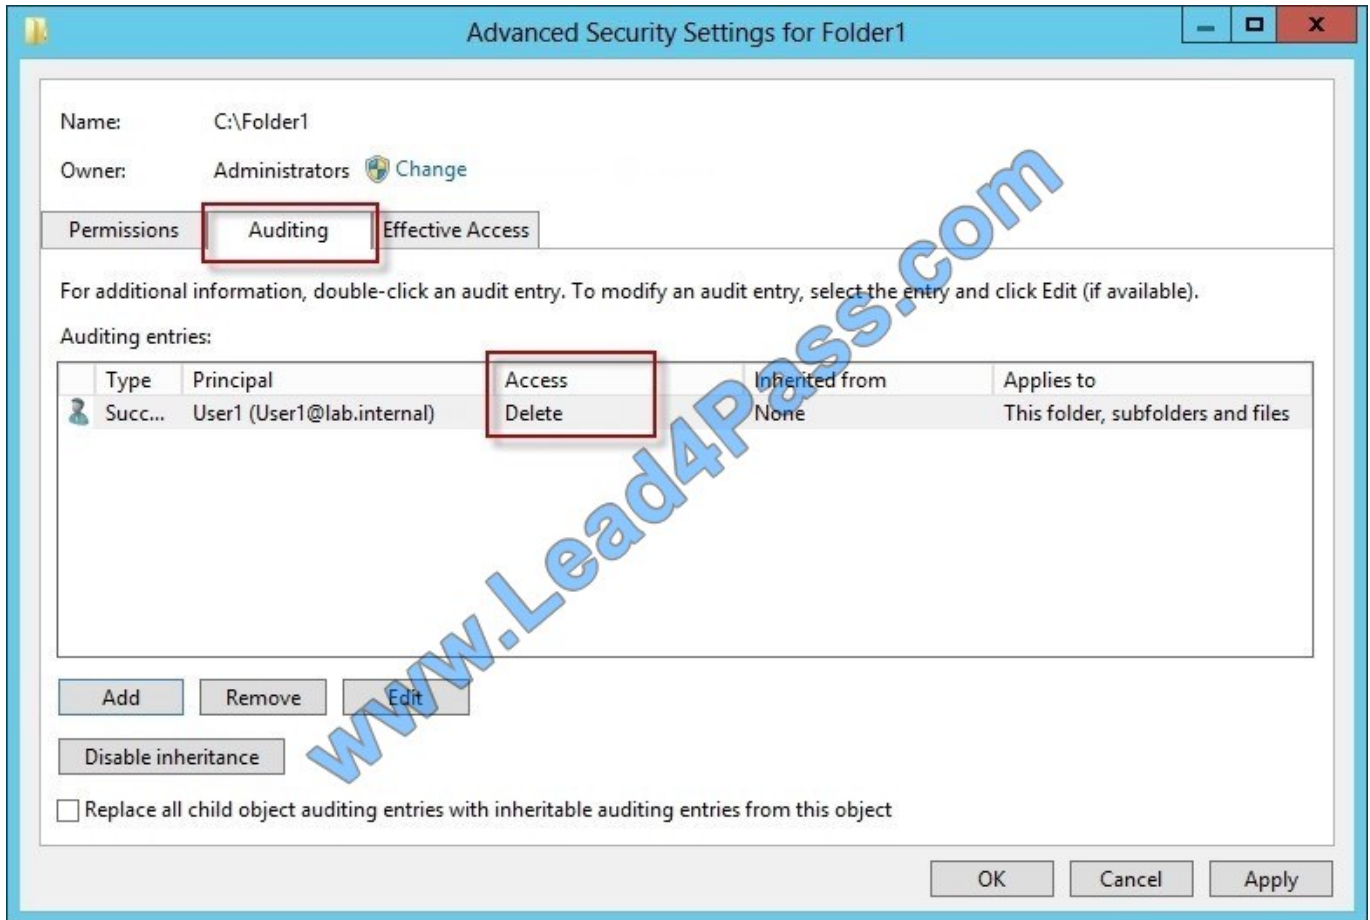 Advanced Security Settings for Folder1
Name: C:\Folder1
Owner: Administrators Change
Permissions Auditing Effective Access
For additional information, double-click an audit entry. To modify an audit entry, select the entry and click Edit (if available).
Auditing entries:
Type Principal Access Inherited from Applies to
Succ... User1 (User1@lab.internal) Delete None This folder, subfolders and files
www.Lead4Pass.com
Add Remove Edit
Disable inheritance
Replace all child object auditing entries with inheritable auditing entries from this object
OK Cancel Apply